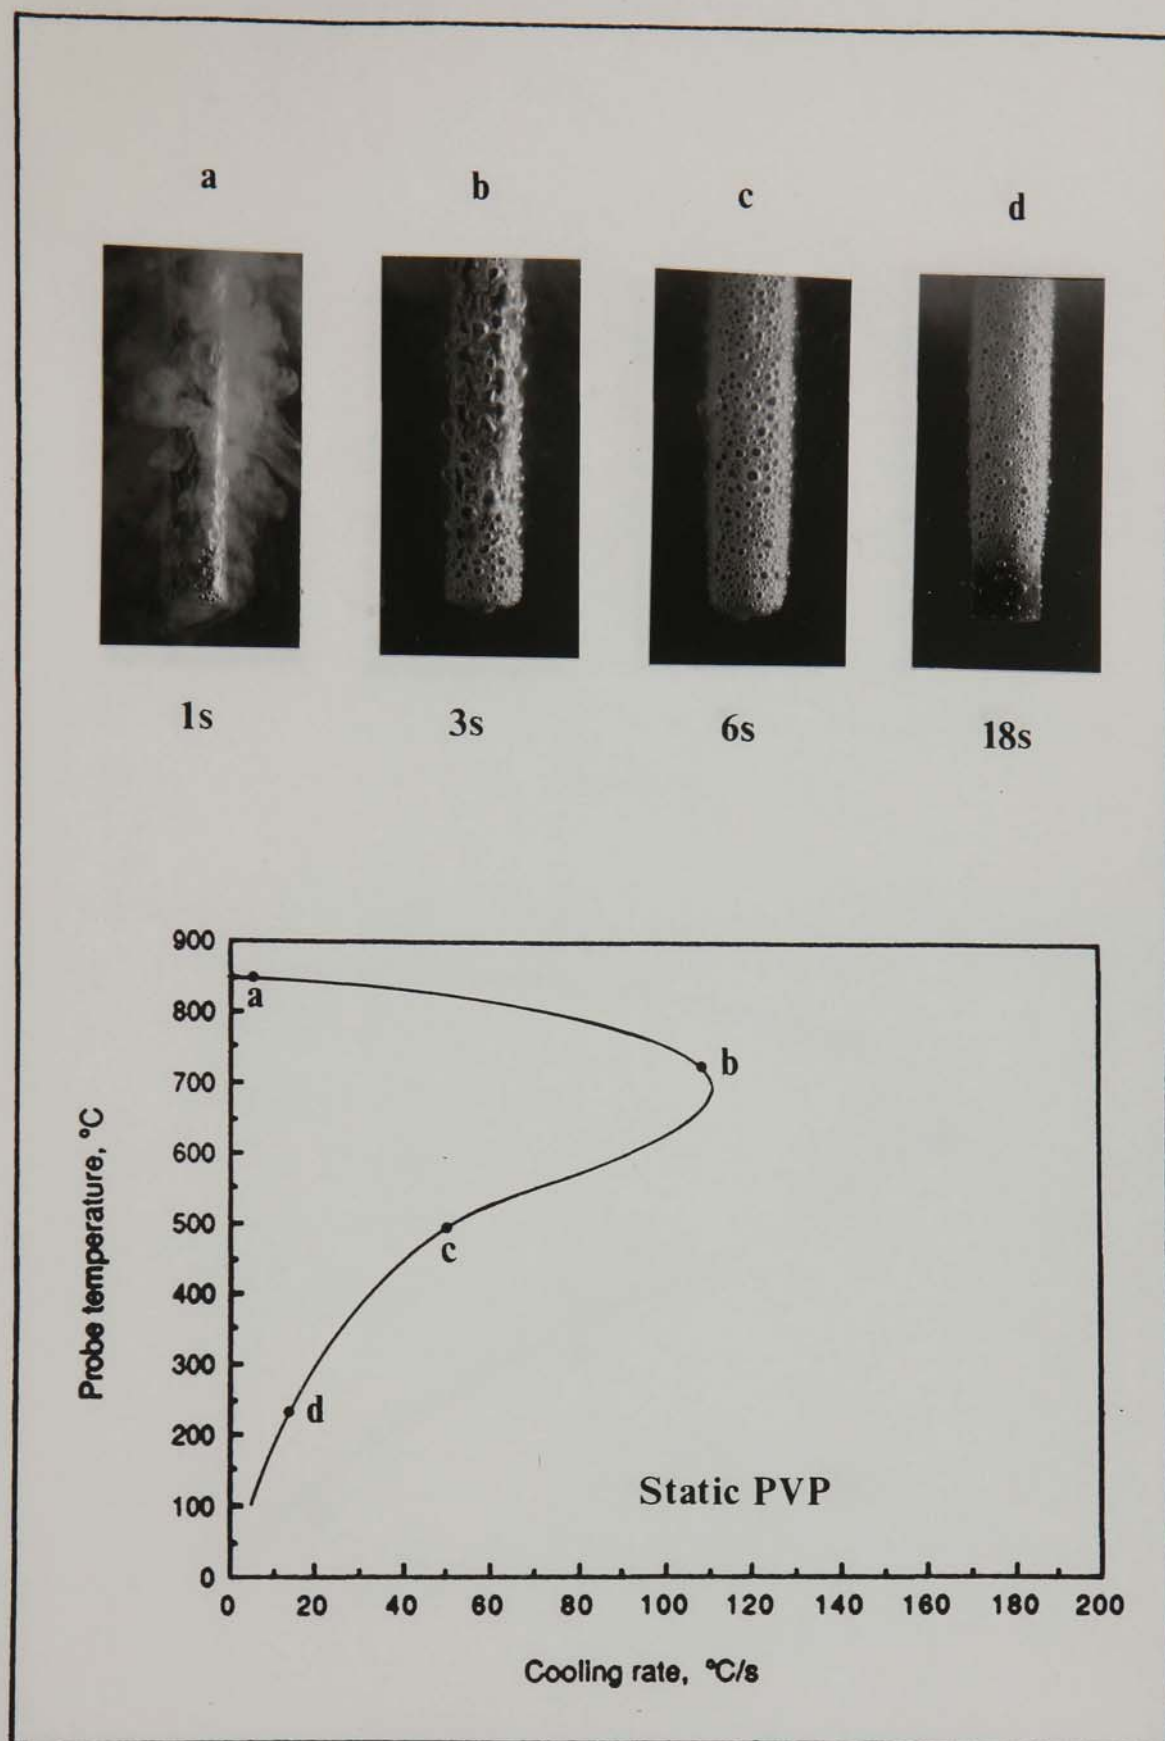 a b c d
1s 3s 6s 18s
900
800
700
600
500
400
300
200
100
0
Probe temperature, °C
a
b
c
d
Static PVP
0 20 40 60 80 100 120 140 160 180 200
Cooling rate, °C/s